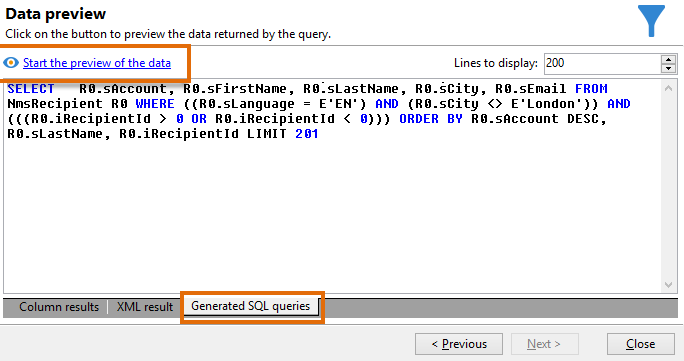 Data preview
Click on the button to preview the data returned by the query.
Start the preview of the data
Lines to display: 200
SELECT R0.sAccount, R0.sFirstName, R0.sLastName, R0.sCity, R0.sEmail FROM
NmsRecipient R0 WHERE ((R0.sLanguage = E'EN') AND (R0.sCity <> E'London')) AND
(((R0.iRecipientId > 0 OR R0.iRecipientId < 0))) ORDER BY R0.sAccount DESC,
R0.sLastName, R0.iRecipientId LIMIT 201
Column results
XML result
Generated SQL queries
< Previous
Next >
Close